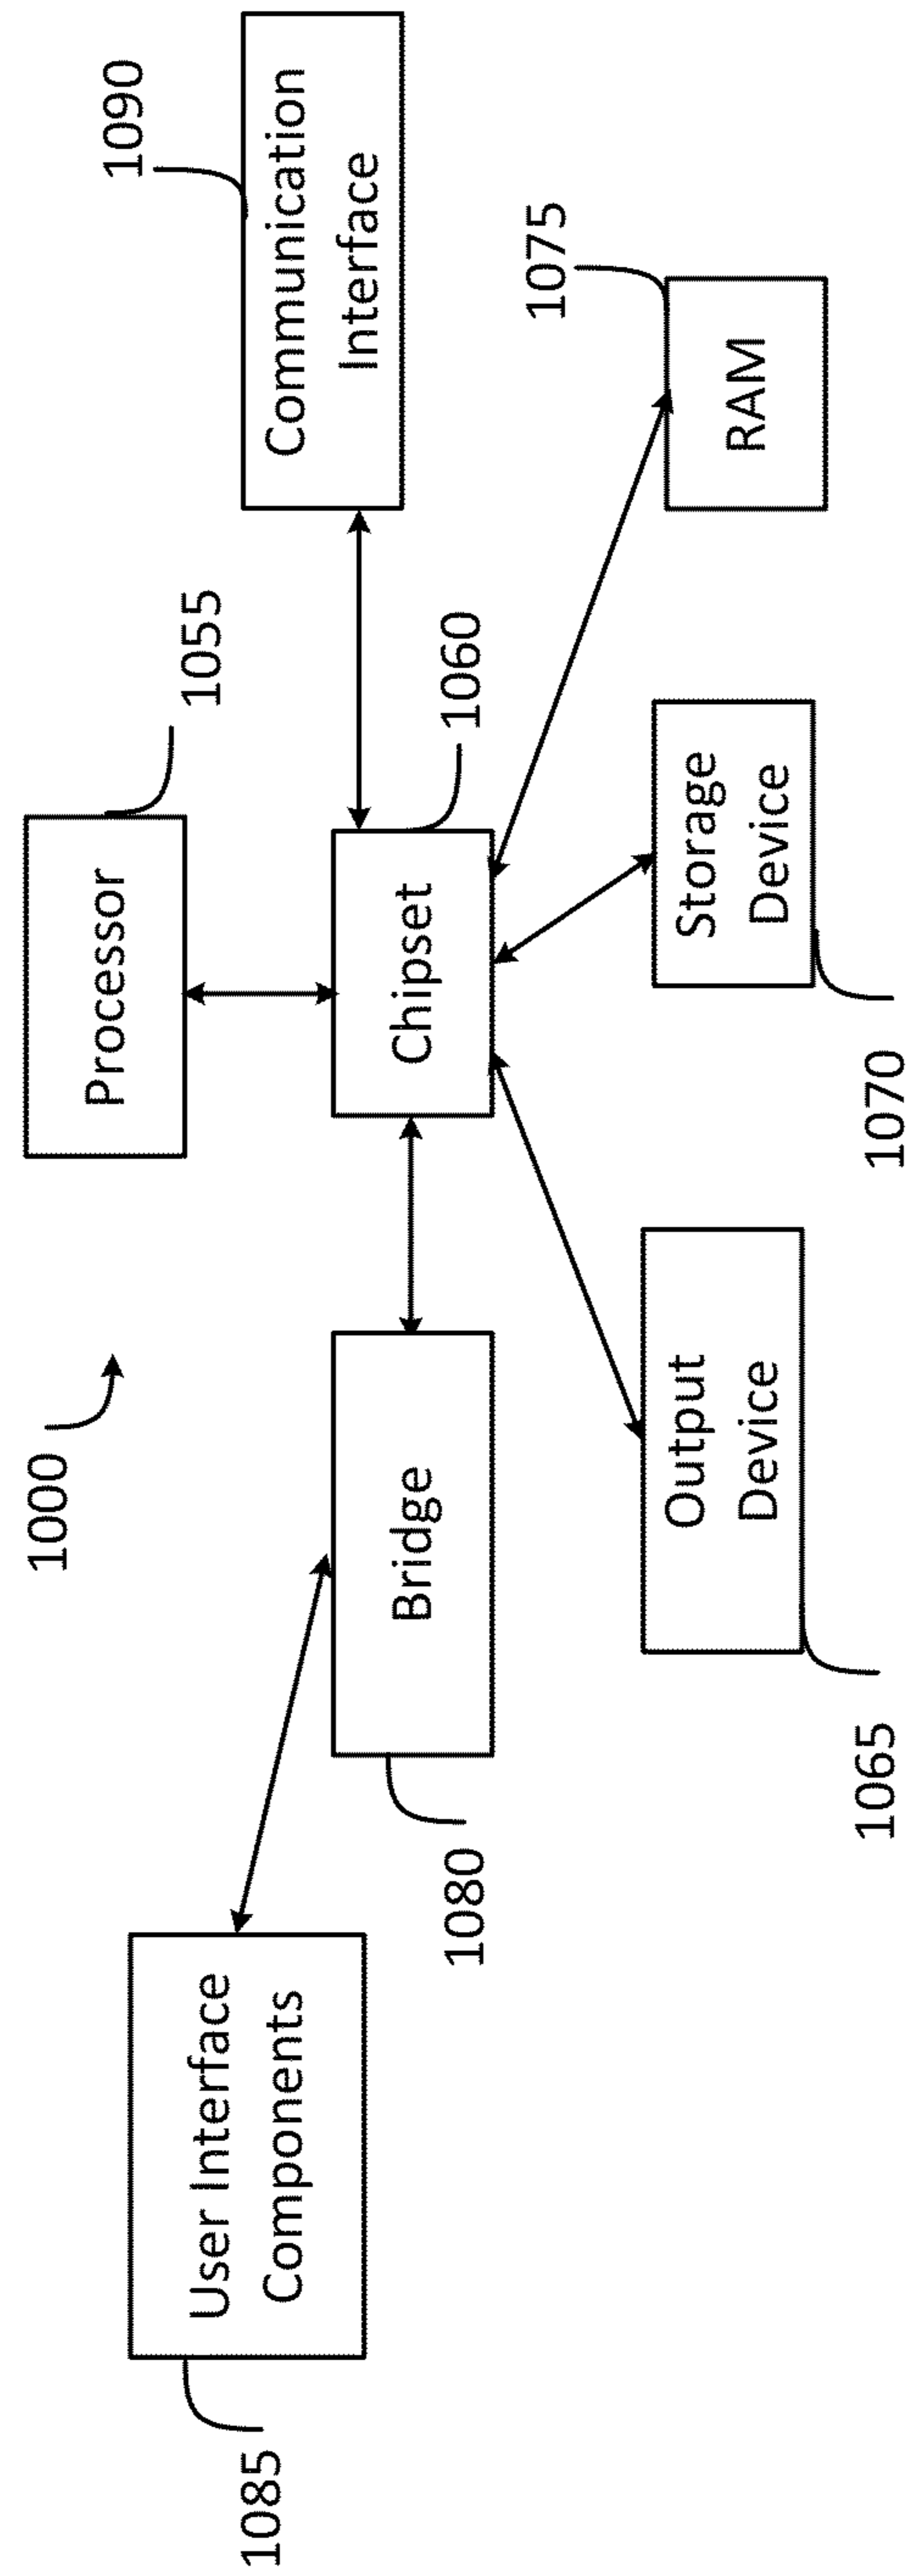 1000
Processor
1055
1090
User Interface
Components
1085
Bridge
1080
Chipset
1060
Communication
Interface
Output
Device
1065
Storage
Device
1070
RAM
1075